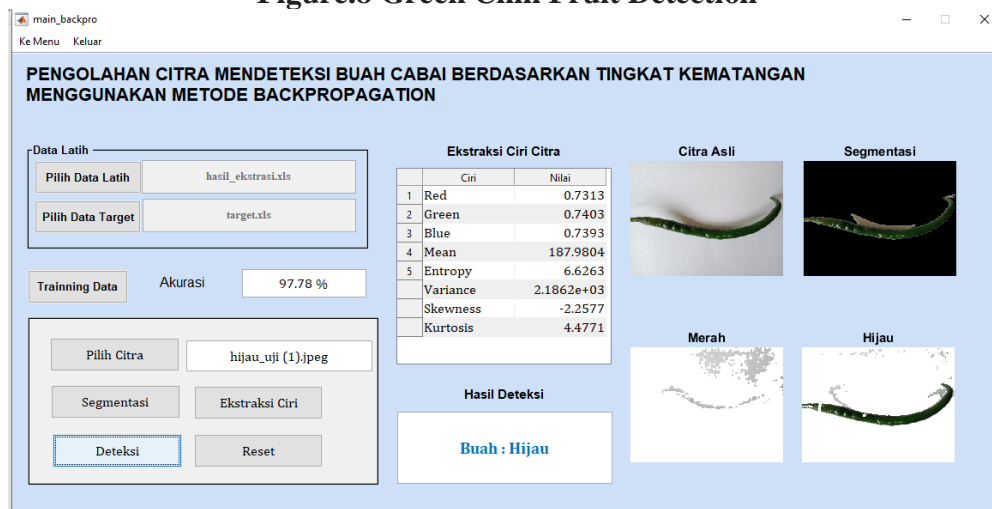 Figure.8 Green Chili Fruit Detection
main_backpro
Ke Menu Keluar
PENGOLAHAN CITRA MENDETEKSI BUAH CABAI BERDASARKAN TINGKAT KEMATANGAN
MENGGUNAKAN METODE BACKPROPAGATION
Data Latih
Pilih Data Latih hasil_ekstrasi.xls
Pilih Data Target target.xls
Trainning Data Akurasi 97.78 %
Pilih Citra hijau_uji (1).jpeg
Segmentasi Ekstraksi Ciri
Deteksi Reset
Ekstraksi Ciri Citra
Ciri Nilai
1 Red 0.7313
2 Green 0.7403
3 Blue 0.7393
4 Mean 187.9804
5 Entropy 6.6263
Variance 2.1862e+03
Skewness -2.2577
Kurtosis 4.4771
Hasil Deteksi
Buah : Hijau
Citra Asli Segmentasi
Merah Hijau